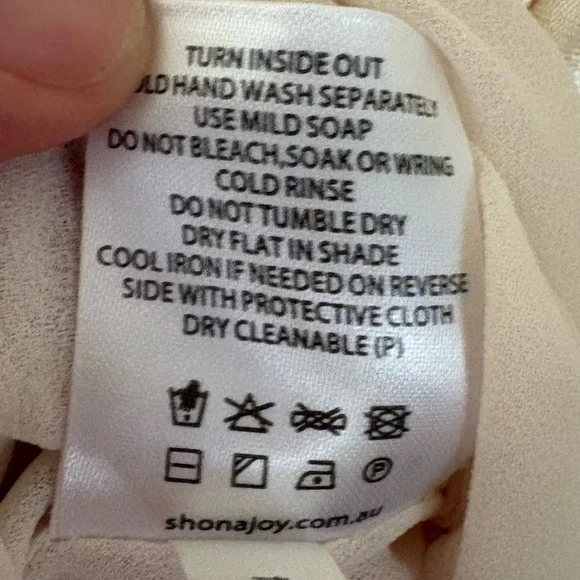 TURN INSIDE OUT
HAND WASH SEPARATELY
USE MILD SOAP
DO NOT BLEACH,SOAK OR WRING
COLD RINSE
DO NOT TUMBLE DRY
DRY FLAT IN SHADE
COOL IRON IF NEEDED ON REVERSE
SIDE WITH PROTECTIVE CLOTH
DRY CLEANABLE (P)
P
shonajoy.com.au